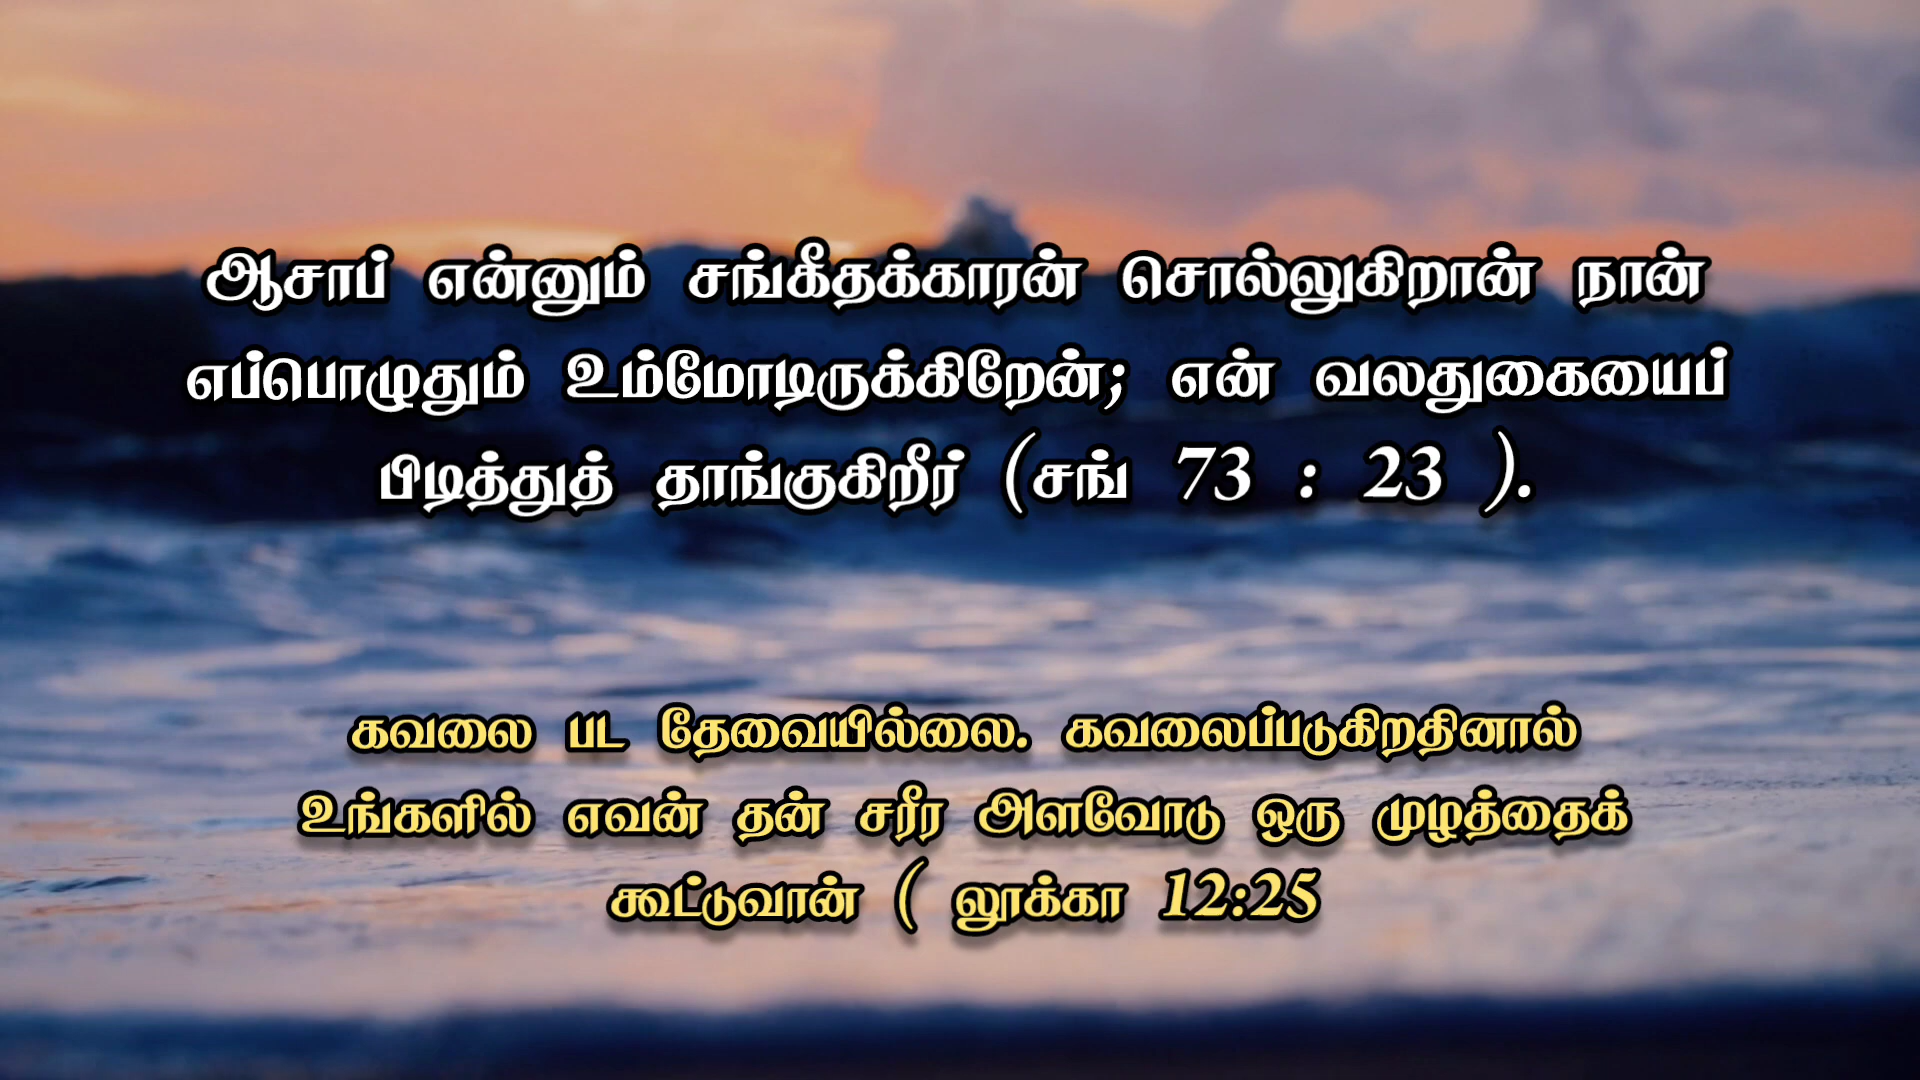 ஆசாப் என்னும் சங்கீதக்காரன் சொல்லுகிறான் நான்
எப்பொழுதும் உம்மோடிருக்கிறேன்; என் வலதுகையைப்
பிடித்துத் தாங்குகிறீர் (சங் 73 : 23 ).
கவலை பட தேவையில்லை. கவலைப்படுகிறதினால்
உங்களில் எவன் தன் சரீர அளவோடு ஒரு முழத்தைக்
கூட்டுவான் ( லூக்கா 12:25